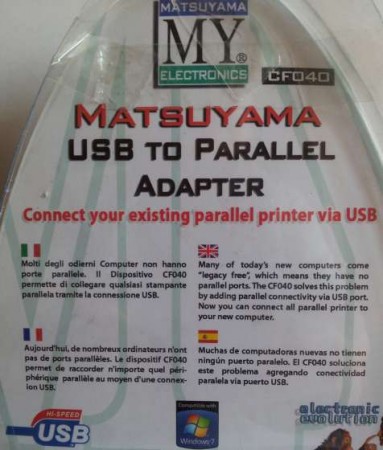 MATSUYAMA
MY®
ELECTRONICS
CF040
MATSUYAMA
USB TO PARALLEL
ADAPTER
Connect your existing parallel printer via USB
Molti degli odierni Computer non hanno
porte parallele. Il Dispositivo CF040
permette di collegare qualsiasi stampante
parallela tramite la connessione USB.
Many of today's new computers come
"legacy free", which means they have no
parallel ports. The CF040 solves this problem
by adding parallel connectivity via USB port.
Now you can connect all parallel printer to
your new computer.
Aujourd'hui, de nombreux ordinateurs n'ont
pas de ports parallèles. Le dispositif CF040
permet de raccorder n'importe quel péri-
phérique parallèle au moyen d'une connex-
ion USB.
Muchas de computadoras nuevas no tienen
ningún puerto paralelo. El CF040 soluciona
este problema agregando conectividad
paralela via puerto USB.
HI-SPEED
USB
Compatible with
Windows 7
electronic
evolution